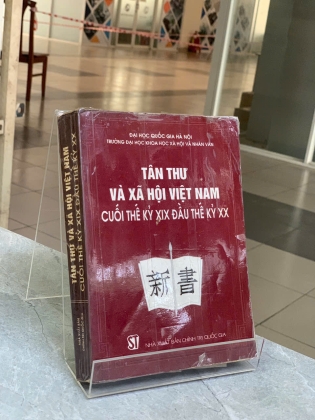 ĐẠI HỌC QUỐC GIA HÀ NỘI
TRƯỜNG ĐẠI HỌC KHOA HỌC XÃ HỘI VÀ NHÂN VĂN
TÂN THƯ
VÀ XÃ HỘI VIỆT NAM
CUỐI THẾ KỶ XIX ĐẦU THẾ KỶ XX
新書
ST
NHÀ XUẤT BẢN CHÍNH TRỊ QUỐC GIA
TÂN THƯ VÀ XÃ HỘI VIỆT NAM
CUỐI THẾ KỶ XIX ĐẦU THẾ KỶ XX